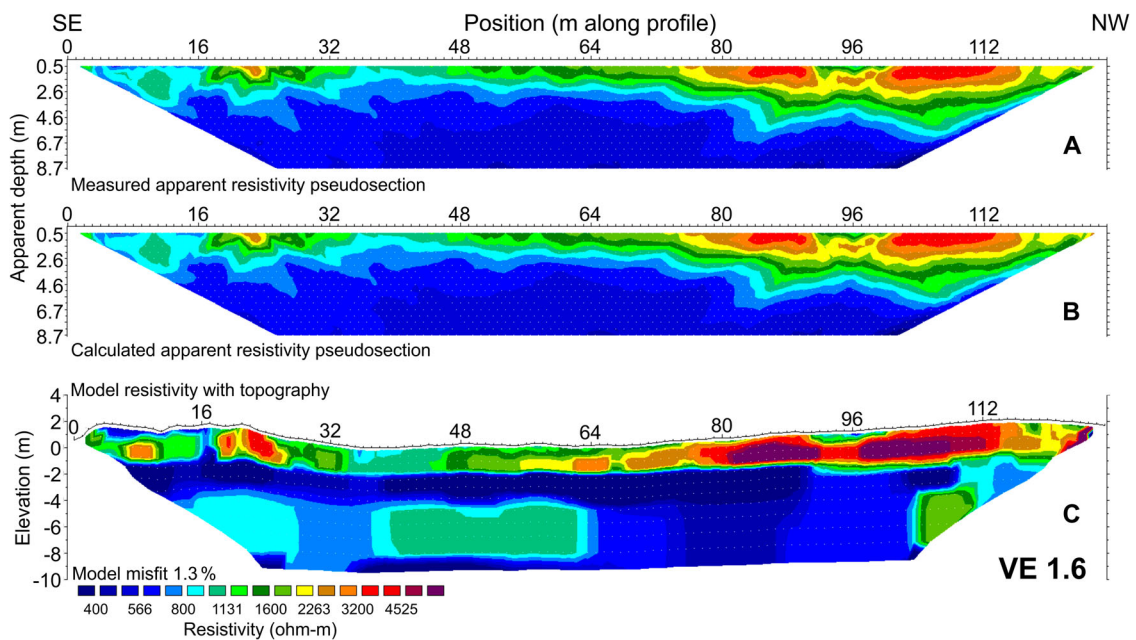 SE Position (m along profile) NW
0 16 32 48 64 80 96 112
0.5
2.6
4.6
6.7
8.7
A
Measured apparent resistivity pseudosection
0 16 32 48 64 80 96 112
Apparent depth (m)
0.5
2.6
4.6
6.7
8.7
B
Calculated apparent resistivity pseudosection
Model resistivity with topography
0 16 32 48 64 80 96 112
Elevation (m)
4
2
0
-2
-4
-6
-8
-10
C
VE 1.6
Model misfit 1.3 %
400 566 800 1131 1600 2263 3200 4525
Resistivity (ohm-m)